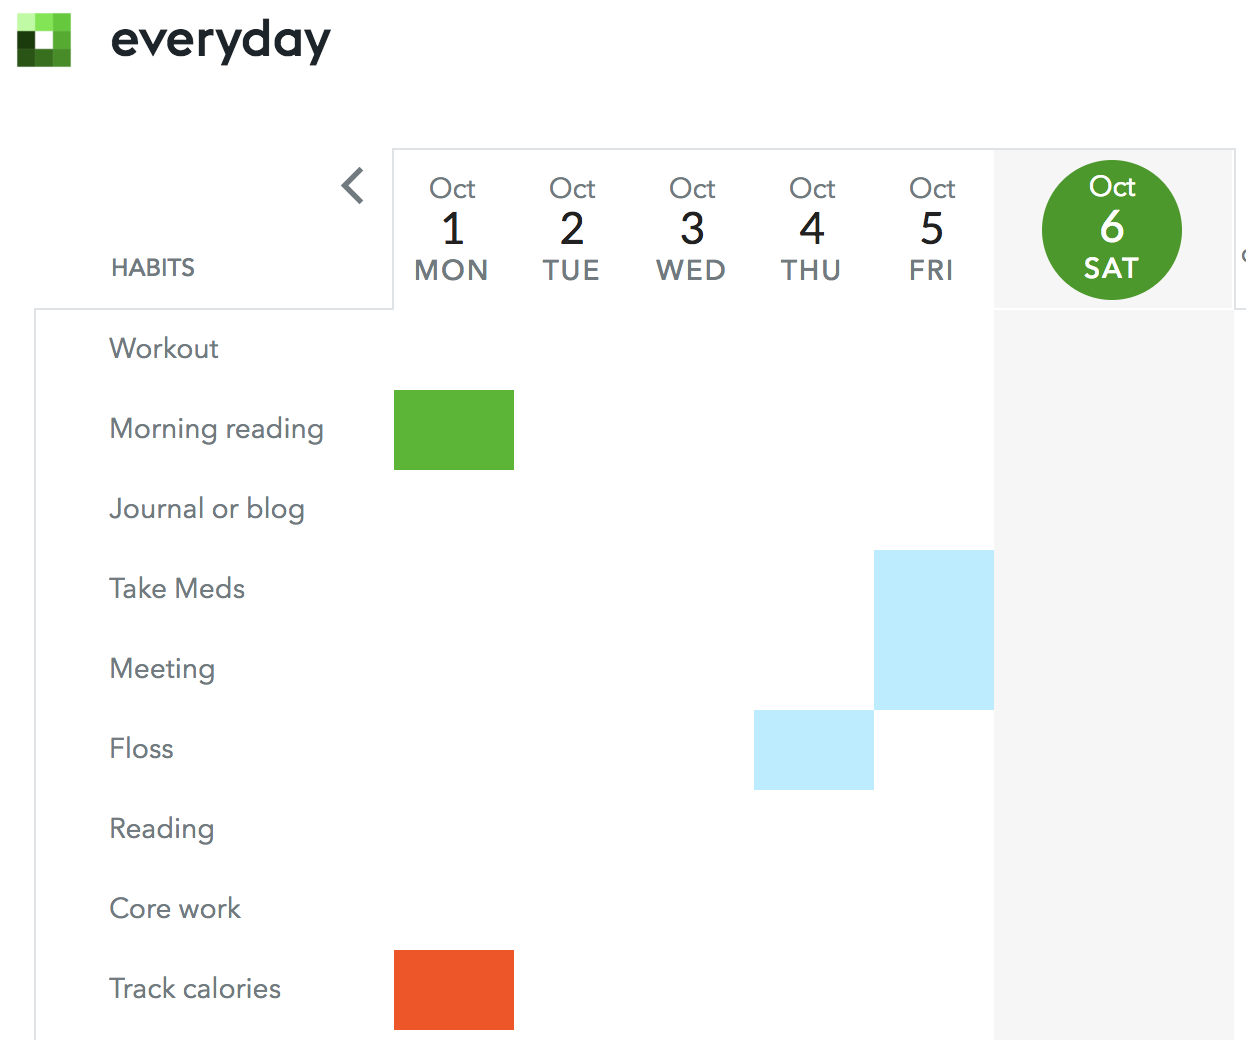 everyday
Oct Oct Oct Oct Oct Oct
1 2 3 4 5 6
HABITS MON TUE WED THU FRI SAT
Workout
Morning reading
Journal or blog
Take Meds
Meeting
Floss
Reading
Core work
Track calories